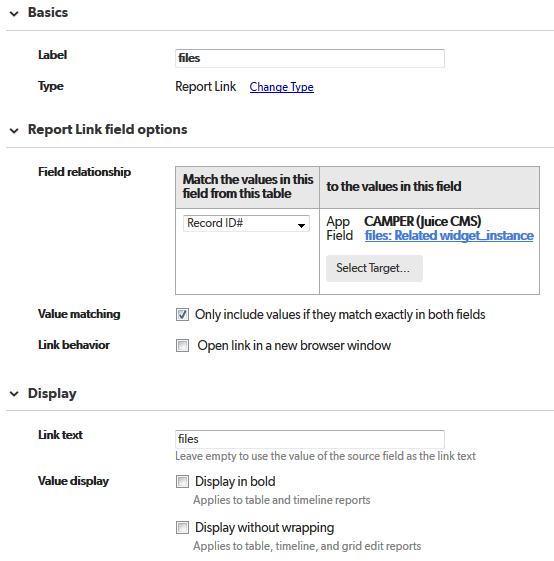 Basics
Label files
Type Report Link Change Type
Report Link field options
Field relationship
Match the values in this
field from this table
to the values in this field
Record ID#
App CAMPER (Juice CMS)
Field files: Related widget_instance
Select Target...
Value matching Only include values if they match exactly in both fields
Link behavior Open link in a new browser window
Display
Link text files
Leave empty to use the value of the source field as the link text
Value display Display in bold
Applies to table and timeline reports
Display without wrapping
Applies to table, timeline, and grid edit reports